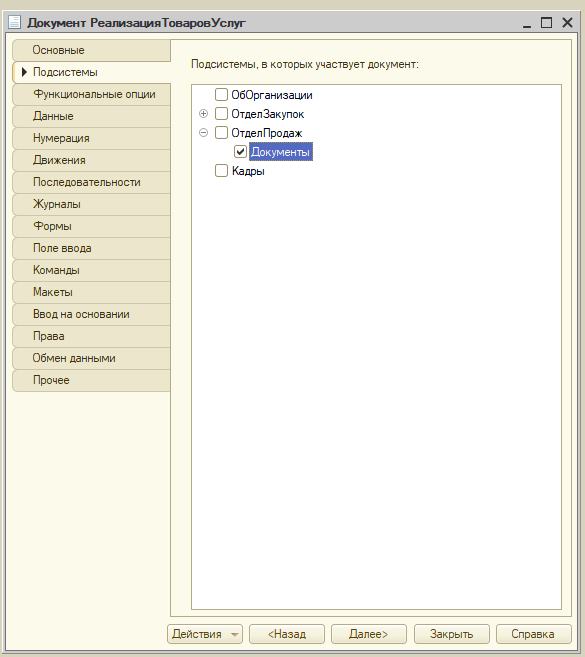 Документ РеализацияТоваровУслуг
Основные
Подсистемы
Функциональные опции
Данные
Нумерация
Движения
Последовательности
Журналы
Формы
Поле ввода
Команды
Макеты
Ввод на основании
Права
Обмен данными
Прочее
Подсистемы, в которых участвует документ:
ОбОрганизации
ОтделЗакупок
ОтделПродаж
Документы
Кадры
Действия
<Назад
Далее>
Закрыть
Справка